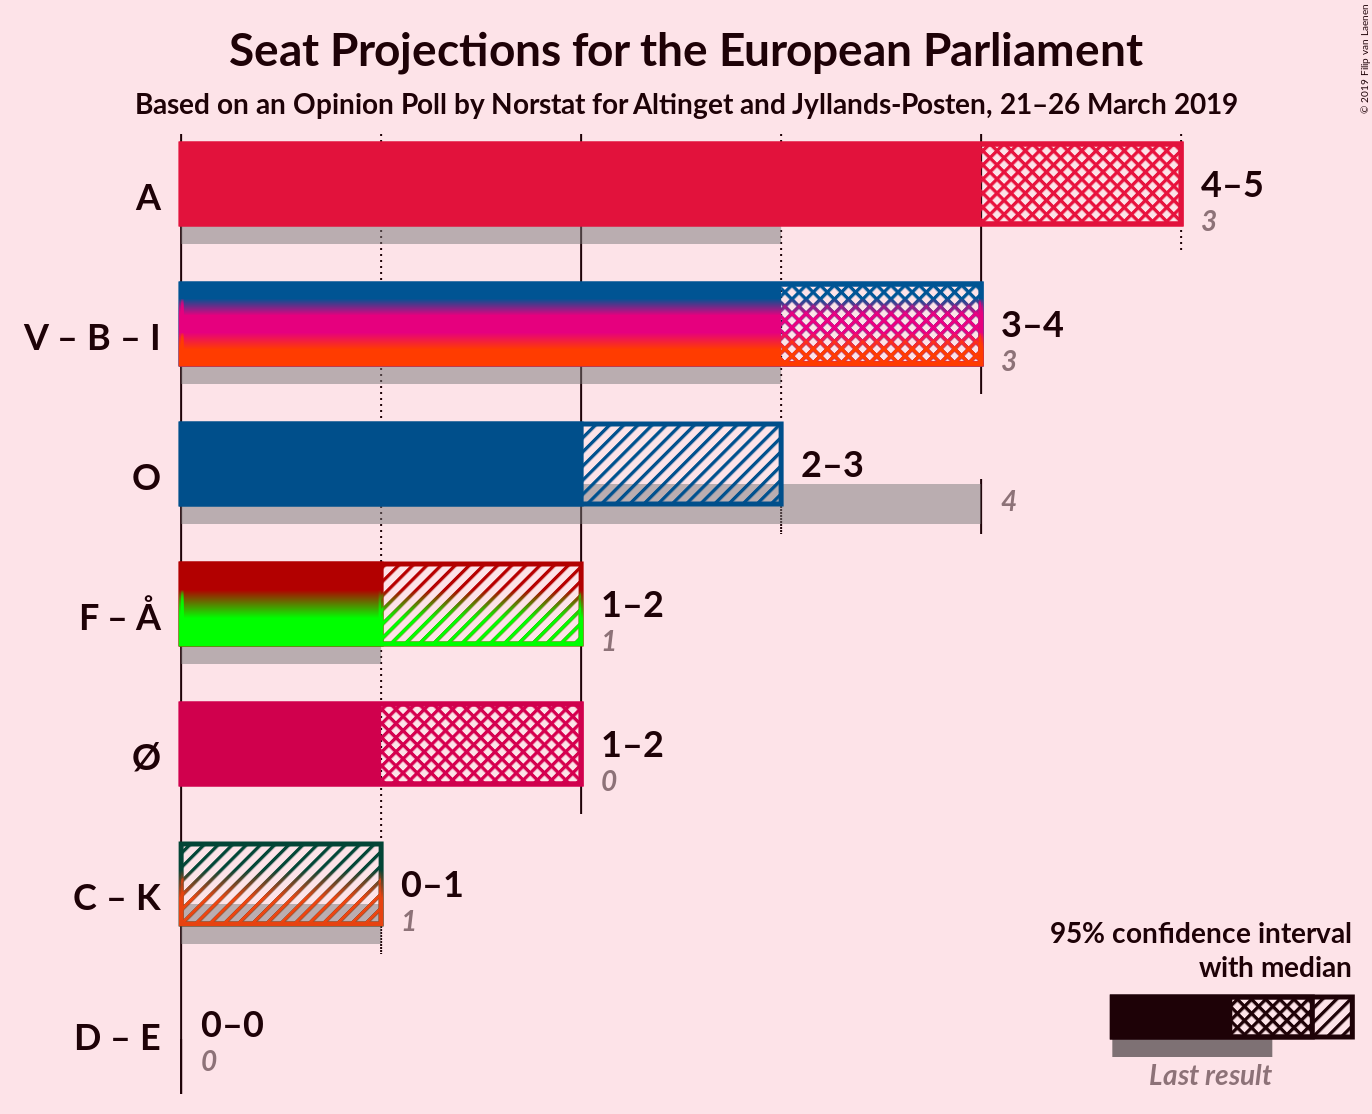 Seat Projections for the European Parliament
Based on an Opinion Poll by Norstat for Altinget and Jyllands-Posten, 21–26 March 2019
© 2019 Filip van Laenen
A
4–5
3
V – B – I
3–4
3
O
2–3
4
F – Å
1–2
1
Ø
1–2
0
C – K
0–1
1
D – E
0–0
0
95% confidence interval
with median
Last result